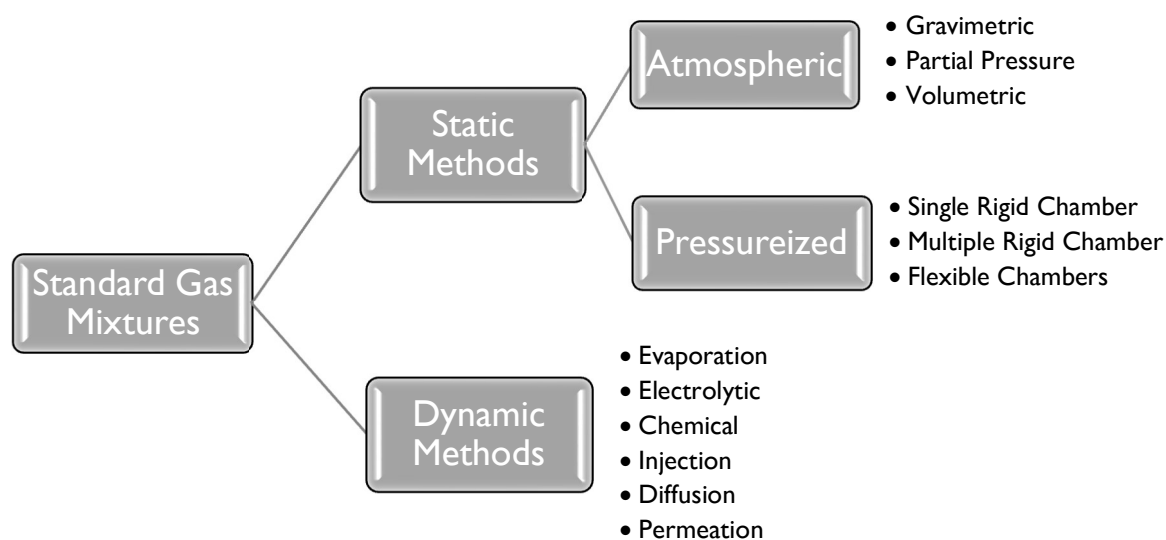 Standard Gas
Mixtures
Static
Methods
Atmospheric
• Gravimetric
• Partial Pressure
• Volumetric
Pressureized
• Single Rigid Chamber
• Multiple Rigid Chamber
• Flexible Chambers
Dynamic
Methods
• Evaporation
• Electrolytic
• Chemical
• Injection
• Diffusion
• Permeation